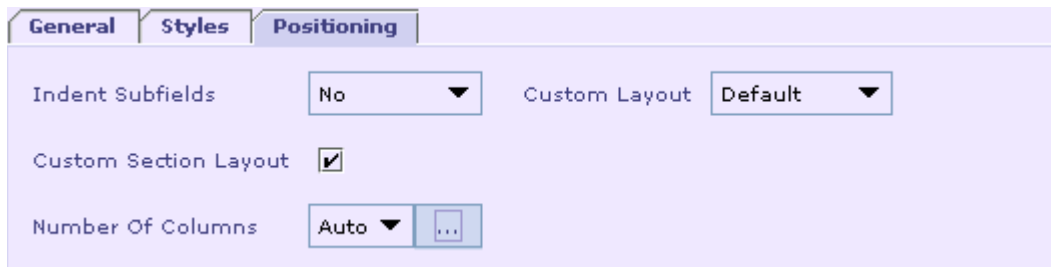 General Styles Positioning
Indent Subfields No Custom Layout Default
Custom Section Layout
Number Of Columns Auto ...